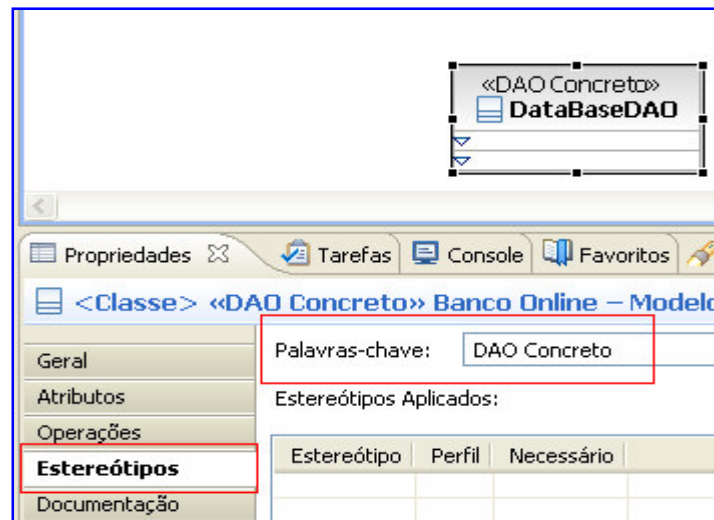 «DAO Concreto»
DataBaseDAO
Propriedades Tarefas Console Favoritos
<Classe> «DAO Concreto» Banco Online – Modelo
Geral
Palavras-chave: DAO Concreto
Atributos
Estereótipos Aplicados:
Operações
Estereótipo Perfil Necessário
Estereótipos
Documentação